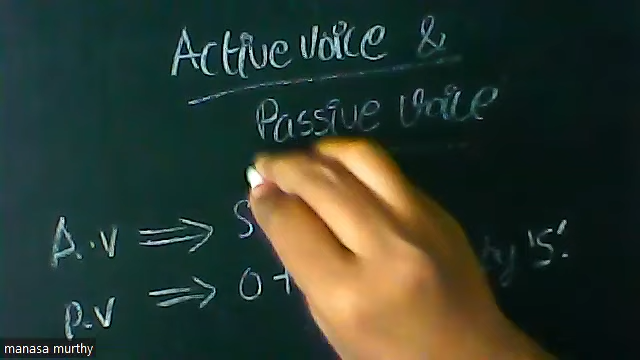 Active voice &
Passive voice
A.V ⇒ S
P.V ⇒ O + by 'S'.
manasa murthy